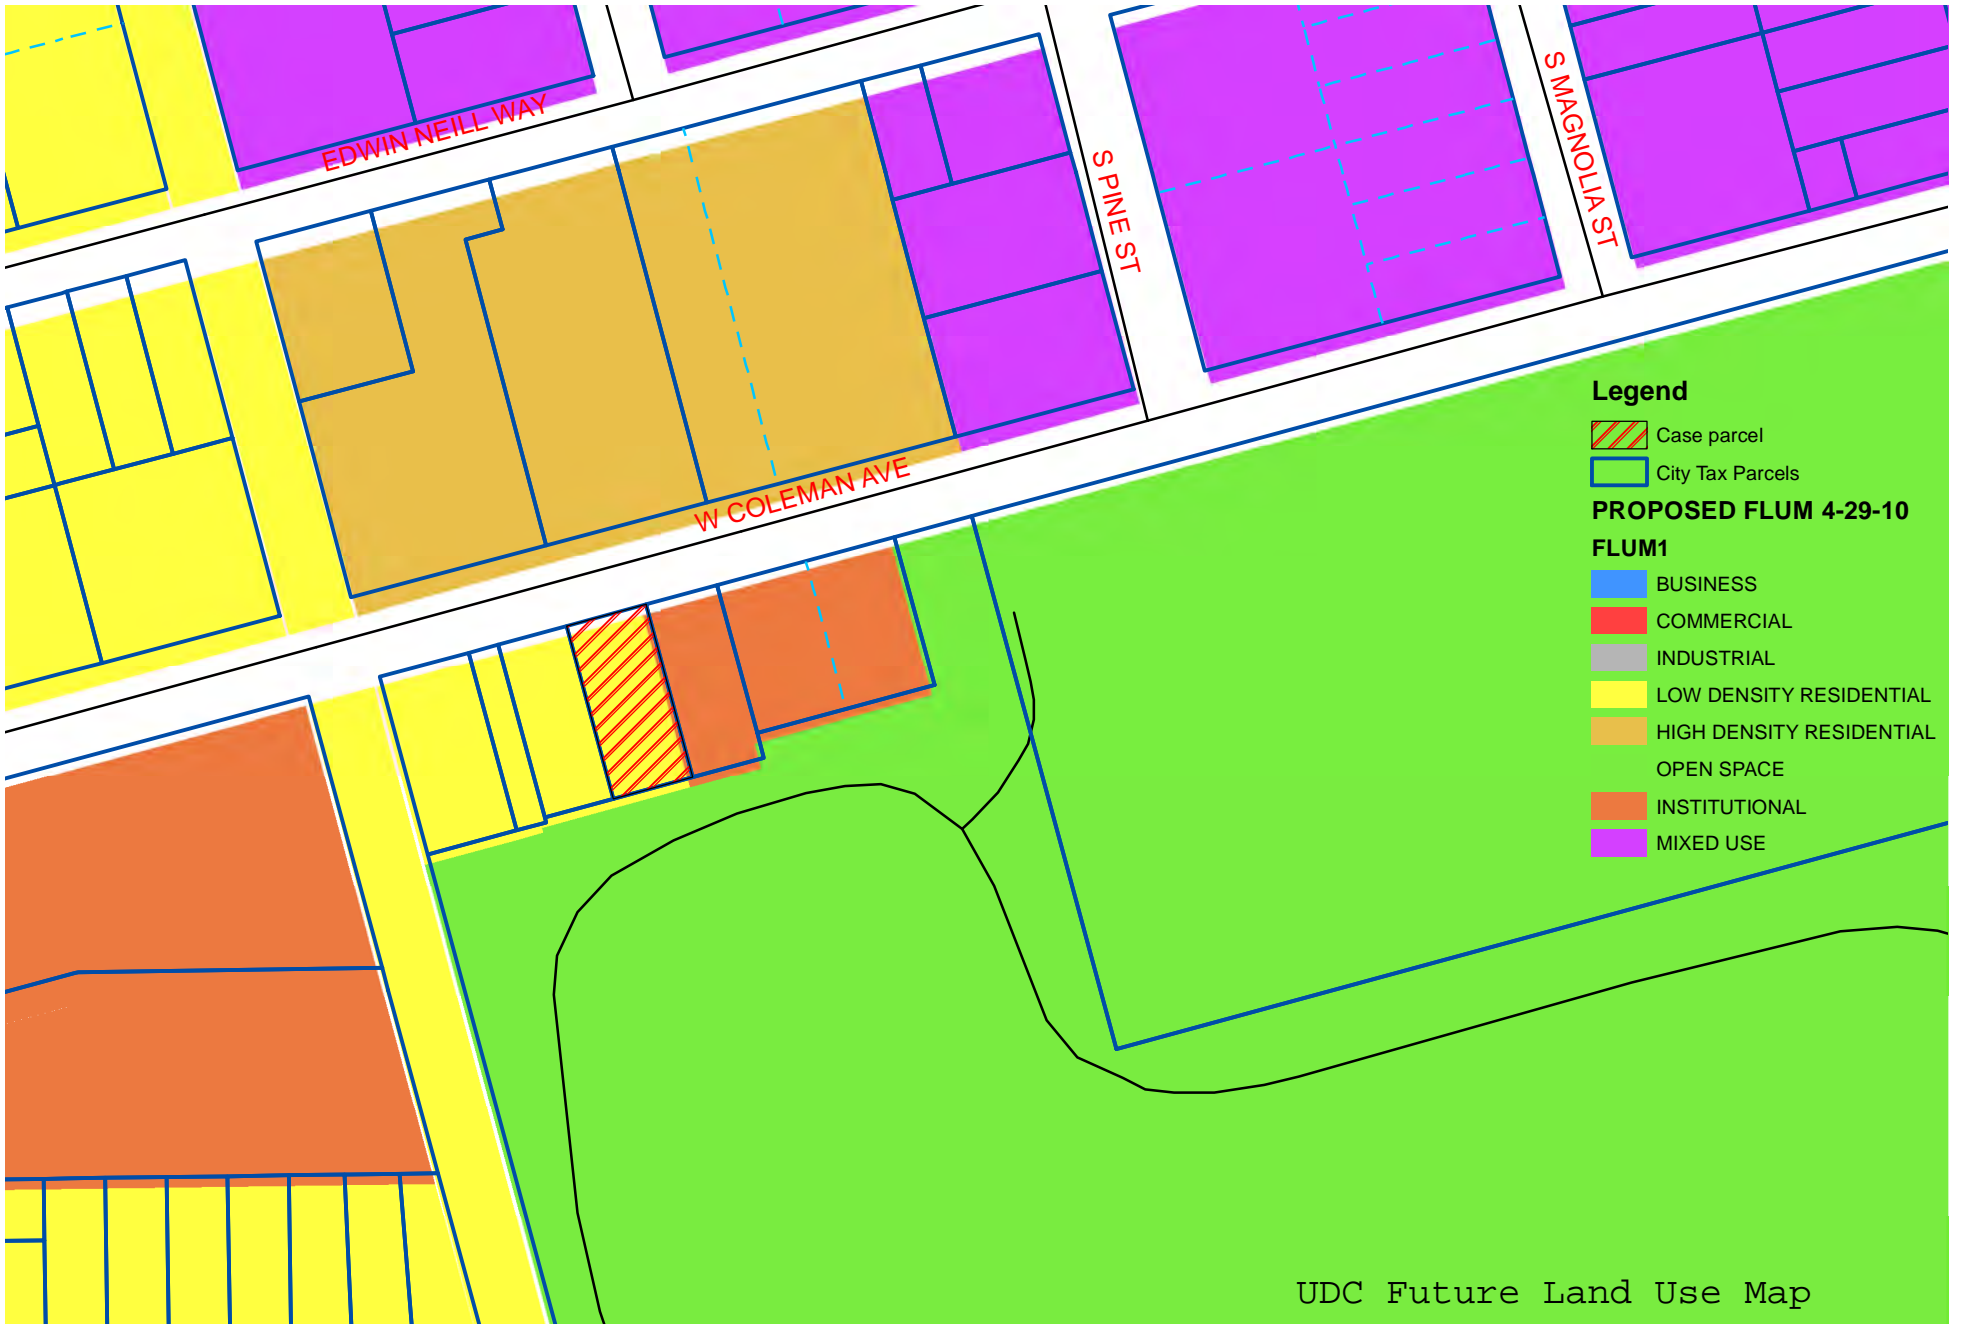 EDWIN NEILL WAY
S PINE ST
S MAGNOLIA ST
W COLEMAN AVE
Legend
Case parcel
City Tax Parcels
PROPOSED FLUM 4-29-10
FLUM1
BUSINESS
COMMERCIAL
INDUSTRIAL
LOW DENSITY RESIDENTIAL
HIGH DENSITY RESIDENTIAL
OPEN SPACE
INSTITUTIONAL
MIXED USE
UDC Future Land Use Map